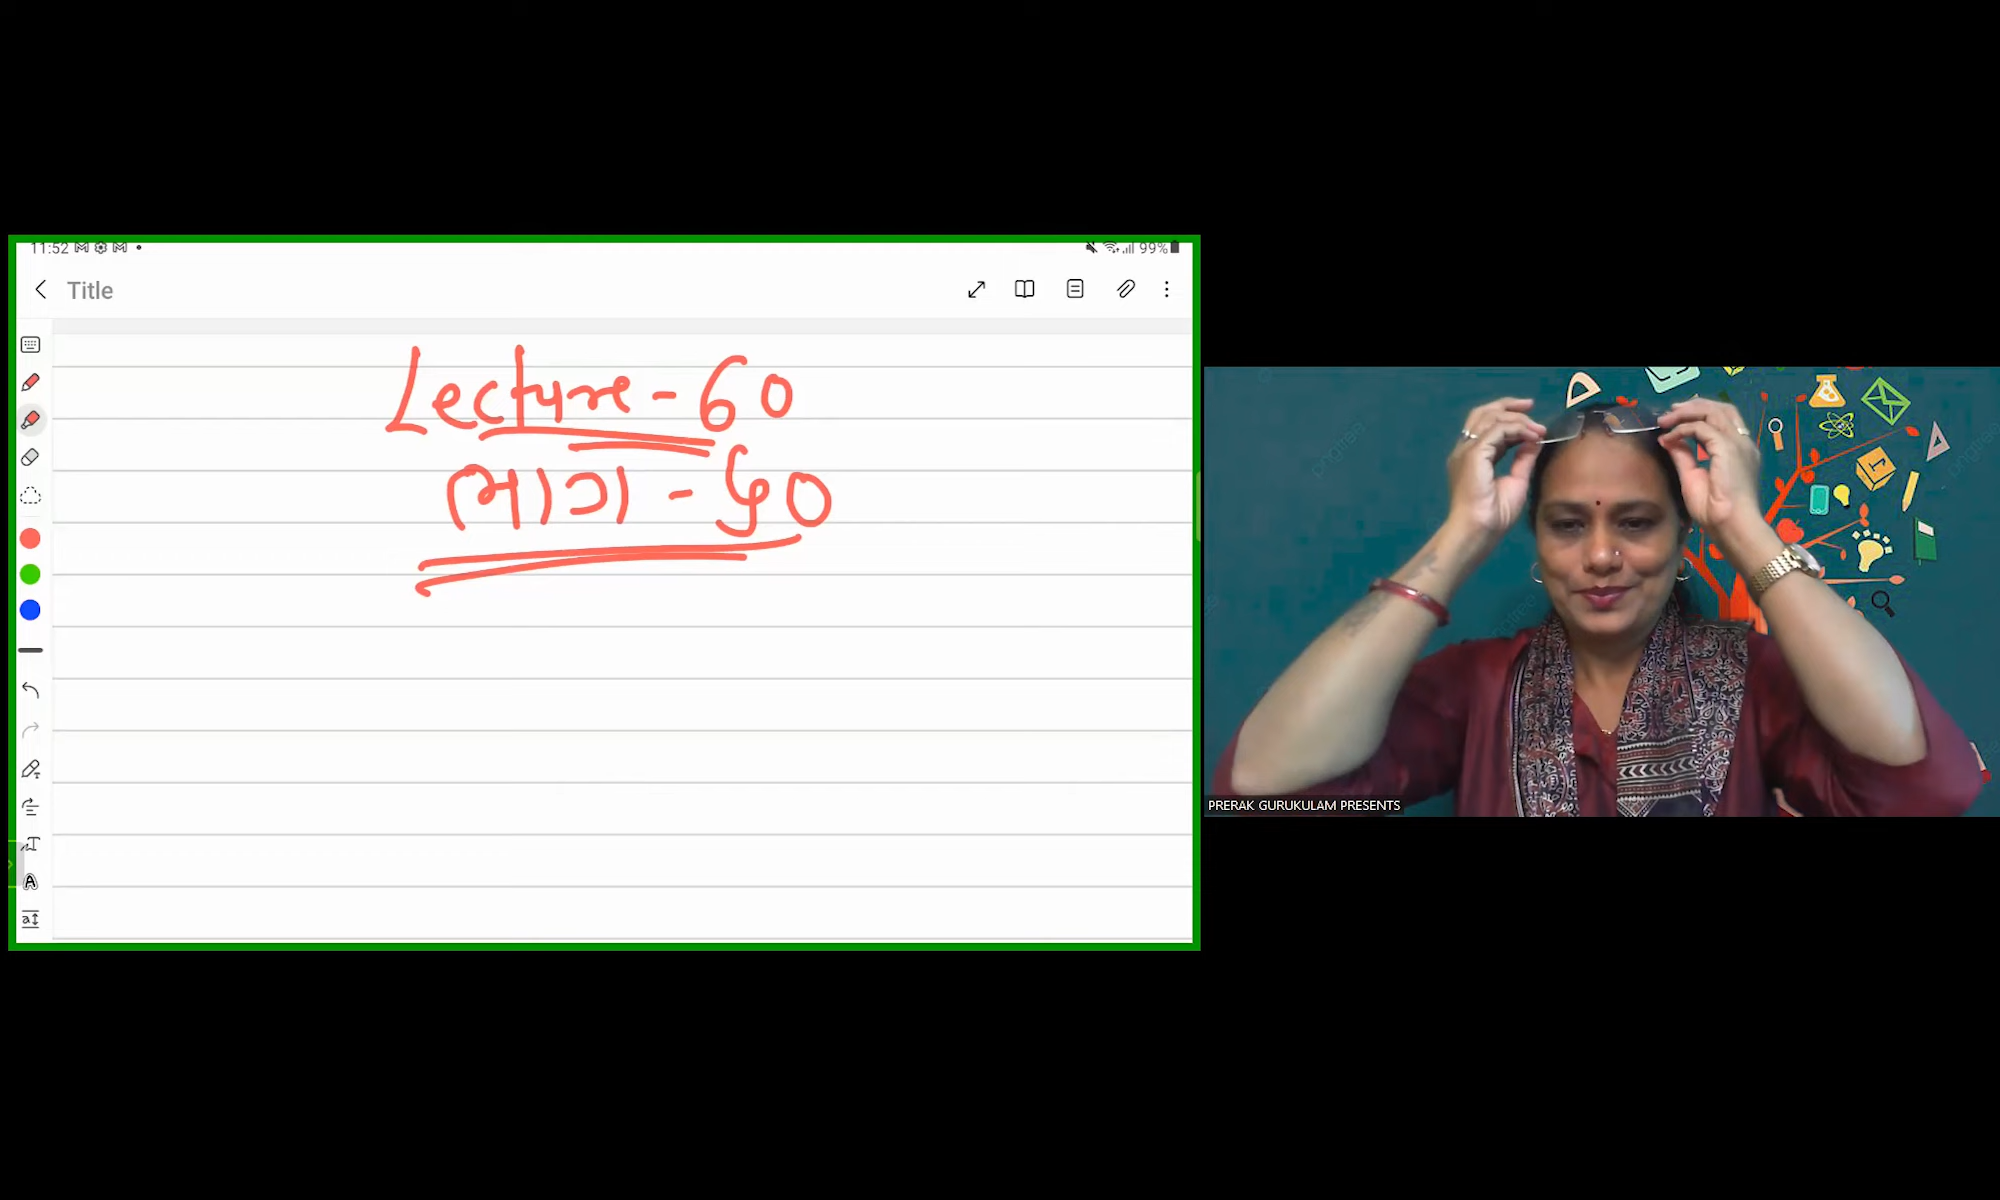 11:52
99%
Title
Lecture - 60
ભાગ - ૬૦
PRERAK GURUKULAM PRESENTS